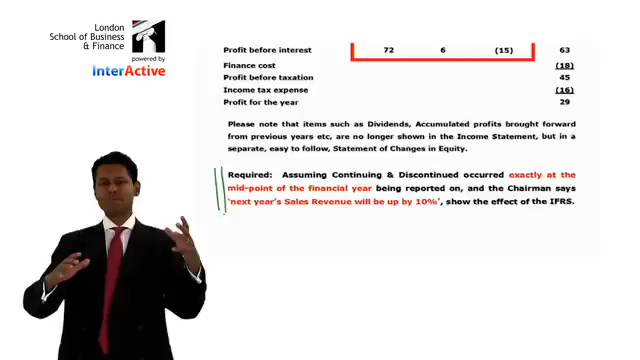 London
School of Business
& Finance
powered by
InterActive
Profit before interest 72 6 (15) 63
Finance cost (18)
Profit before taxation 45
Income tax expense (16)
Profit for the year 29
Please note that items such as Dividends, Accumulated profits brought forward
from previous years etc, are no longer shown in the Income Statement, but in a
separate, easy to follow, Statement of Changes in Equity.
Required: Assuming Continuing & Discontinued occurred exactly at the
mid-point of the financial year being reported on, and the Chairman says
'next year's Sales Revenue will be up by 10%', show the effect of the IFRS.